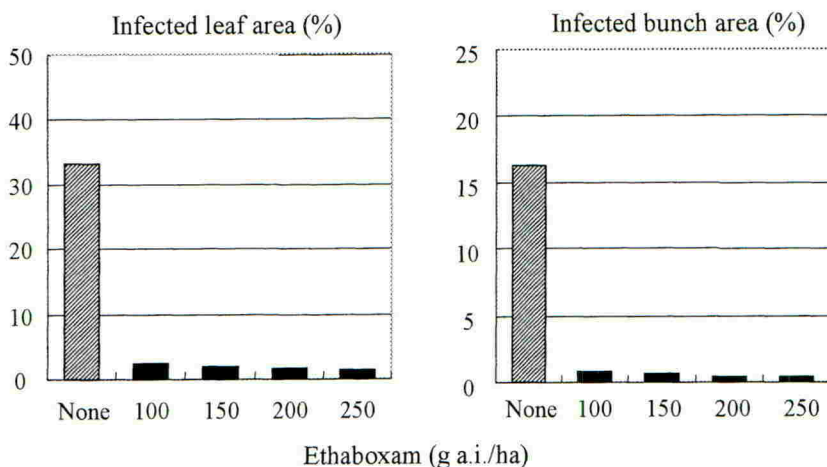 Infected leaf area (%)
50
40
30
20
10
0
None 100 150 200 250
Infected bunch area (%)
25
20
15
10
5
0
None 100 150 200 250
Ethaboxam (g a.i./ha)